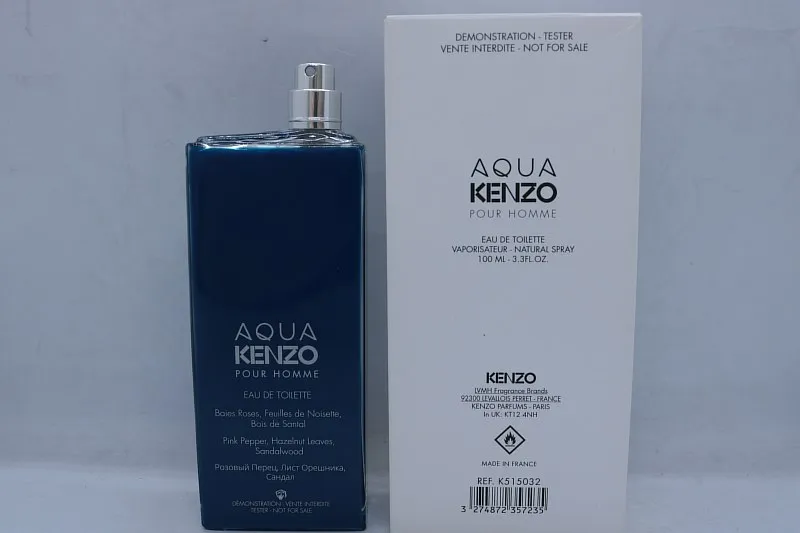 AQUA
KENZO
POUR HOMME
EAU DE TOILETTE
Baies Roses, Feuilles de Noisette,
Bois de Santal
Pink Pepper, Hazelnut Leaves,
Sandalwood
Розовый Перец, Лист Орешника,
Сандал
DÉMONSTRATION - VENTE INTERDITE
TESTER - NOT FOR SALE
DEMONSTRATION - TESTER
VENTE INTERDITE - NOT FOR SALE
AQUA
KENZO
POUR HOMME
EAU DE TOILETTE
VAPORISATEUR - NATURAL SPRAY
100 ML - 3.3FL.OZ.
KENZO
LVMH Fragrance Brands
92300 LEVALLOIS PERRET - FRANCE
KENZO PARFUMS - PARIS
In UK: KT12 4NH
MADE IN FRANCE
REF. K515032
3 274872 357235